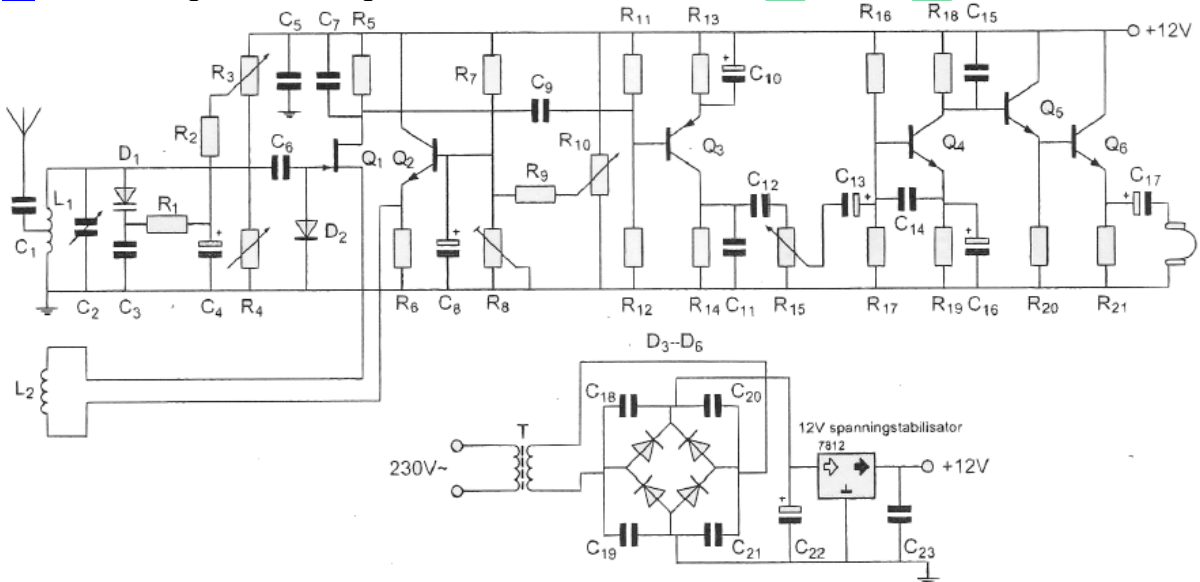 C5 C7 R5 R11 R13 R16 R18 C15
+12V
R3 R7 C9 C10
R2 C6 Q1 Q2 R10 Q3 Q4 Q5 Q6
D1
L1 R1 D2 R9 C12 C13 C14 C17
C1
C2 C3 C4 R4 R6 C8 R8 R12 R14 C11 R15 R17 R19 C16 R20 R21
D3--D6
L2
C18 C20
T
12V spanningstabilisator
7812
230V~
+12V
C19 C21 C22 C23